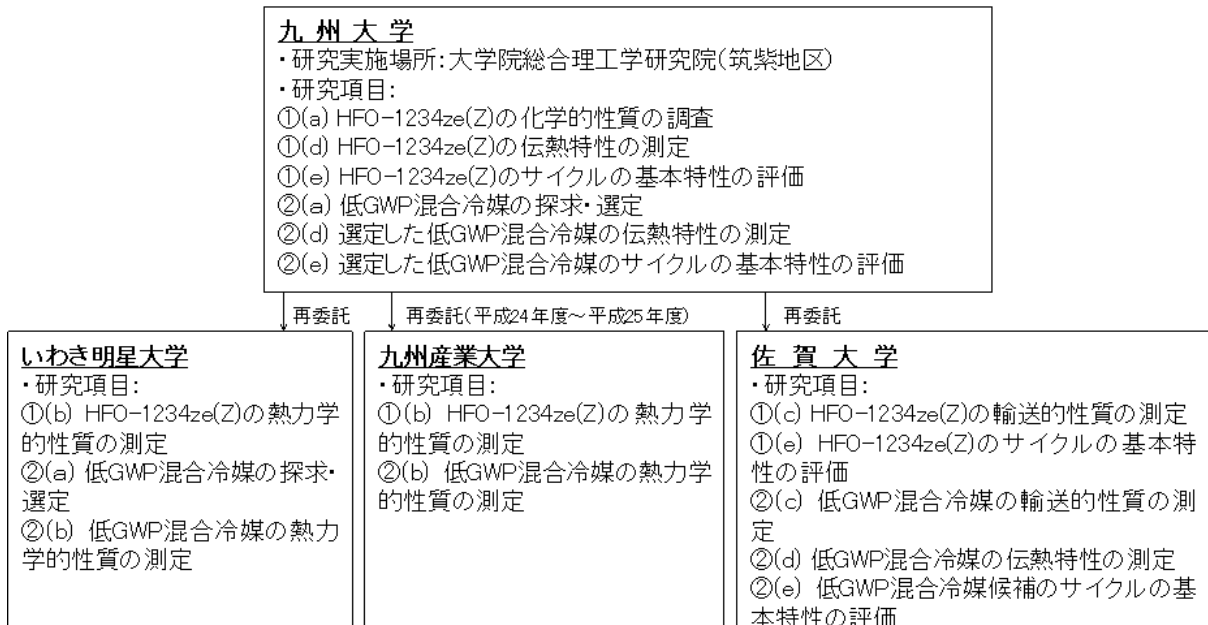 九 州 大 学
・研究実施場所:大学院総合理工学研究院(筑紫地区)
・研究項目:
①(a) HFO-1234ze(Z)の化学的性質の調査
①(d) HFO-1234ze(Z)の伝熱特性の測定
①(e) HFO-1234ze(Z)のサイクルの基本特性の評価
②(a) 低GWP混合冷媒の探求・選定
②(d) 選定した低GWP混合冷媒の伝熱特性の測定
②(e) 選定した低GWP混合冷媒のサイクルの基本特性の評価
再委託
再委託(平成24年度～平成25年度)
再委託
いわき明星大学
・研究項目:
①(b) HFO-1234ze(Z)の熱力学
的性質の測定
②(a) 低GWP混合冷媒の探求・
選定
②(b) 低GWP混合冷媒の熱力
学的性質の測定
九州産業大学
・研究項目:
①(b) HFO-1234ze(Z)の熱力学
的性質の測定
②(b) 低GWP混合冷媒の熱力学
的性質の測定
佐 賀 大 学
・研究項目:
①(c) HFO-1234ze(Z)の輸送的性質の測定
①(e) HFO-1234ze(Z)のサイクルの基本特
性の評価
②(c) 低GWP混合冷媒の輸送的性質の測
定
②(d) 低GWP混合冷媒の伝熱特性の測定
②(e) 低GWP混合冷媒候補のサイクルの基
本特性の評価